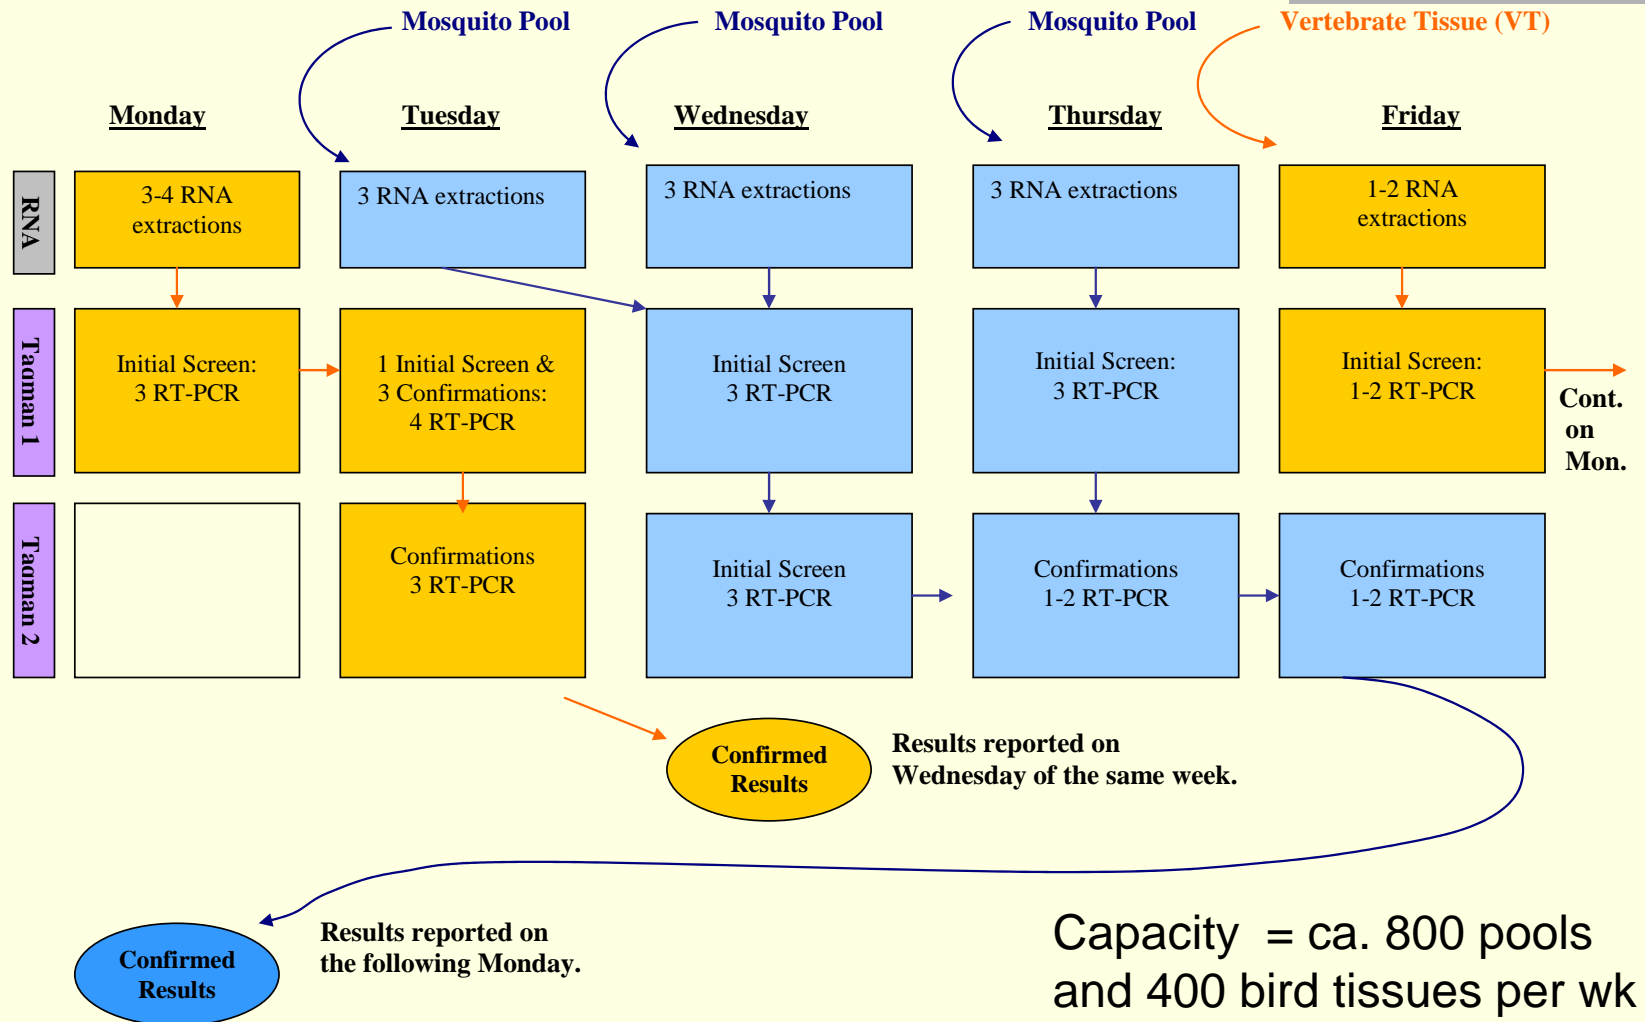 Mosquito Pool
Mosquito Pool
Mosquito Pool
Vertebrate Tissue (VT)
Monday
Tuesday
Wednesday
Thursday
Friday
RNA
3-4 RNA
extractions
3 RNA extractions
3 RNA extractions
3 RNA extractions
1-2 RNA
extractions
Taqman 1
Initial Screen:
3 RT-PCR
1 Initial Screen &
3 Confirmations:
4 RT-PCR
Initial Screen
3 RT-PCR
Initial Screen:
3 RT-PCR
Initial Screen:
1-2 RT-PCR
Cont.
on
Mon.
Taqman 2
Confirmations
3 RT-PCR
Initial Screen
3 RT-PCR
Confirmations
1-2 RT-PCR
Confirmations
1-2 RT-PCR
Confirmed
Results
Results reported on
Wednesday of the same week.
Confirmed
Results
Results reported on
the following Monday.
Capacity = ca. 800 pools
and 400 bird tissues per wk